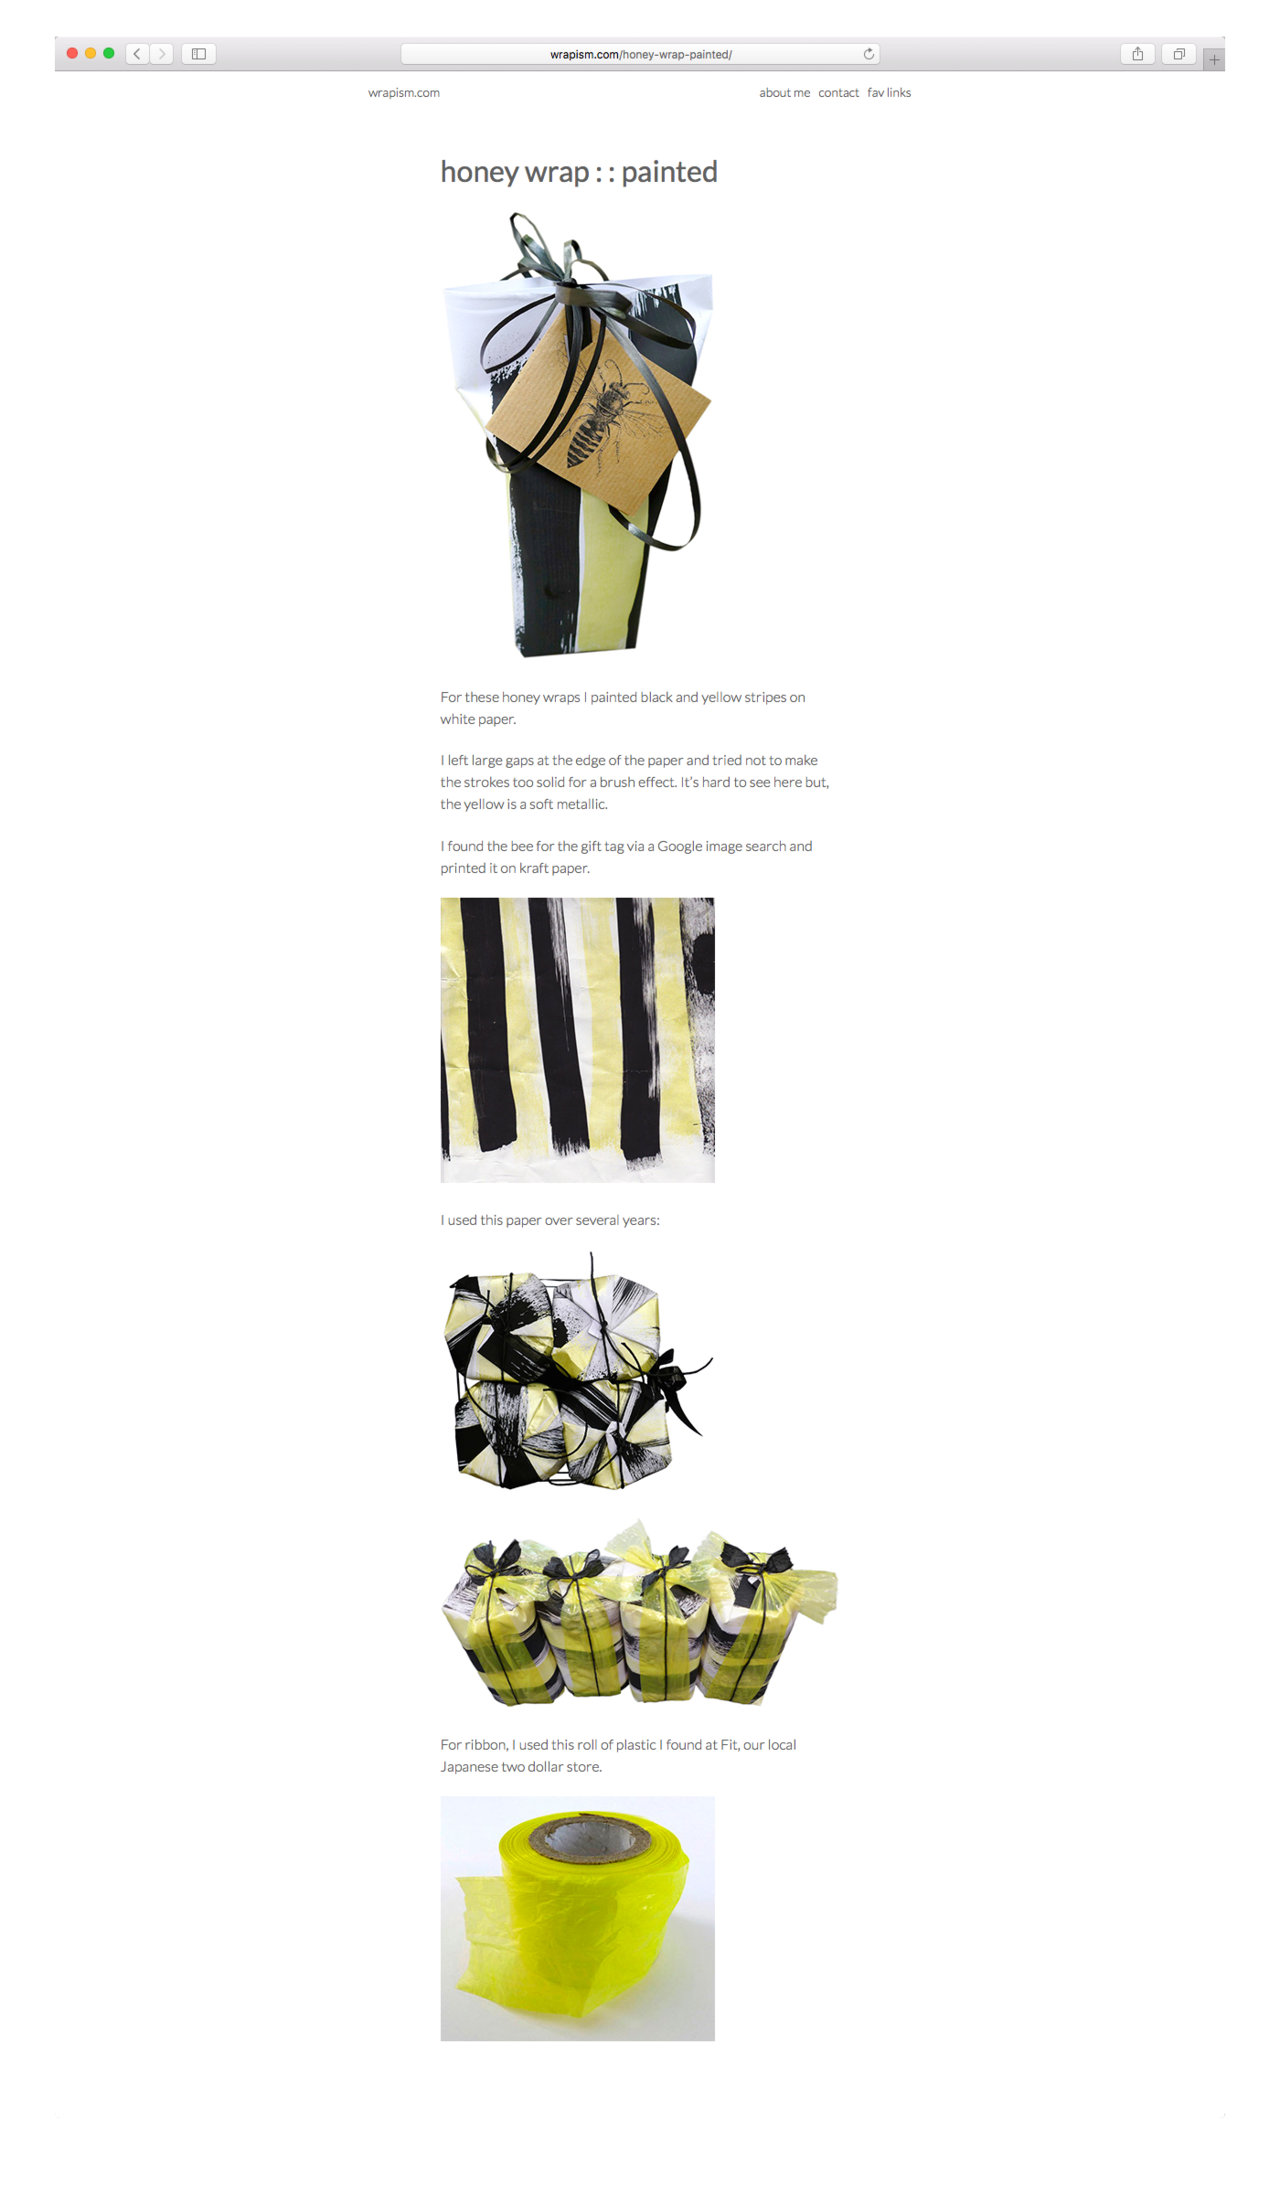 wrapism.com/honey-wrap-painted/
wrapism.com
about me contact fav links
honey wrap : : painted
For these honey wraps I painted black and yellow stripes on
white paper.
I left large gaps at the edge of the paper and tried not to make
the strokes too solid for a brush effect. It's hard to see here but,
the yellow is a soft metallic.
I found the bee for the gift tag via a Google image search and
printed it on kraft paper.
I used this paper over several years:
For ribbon, I used this roll of plastic I found at Fit, our local
Japanese two dollar store.